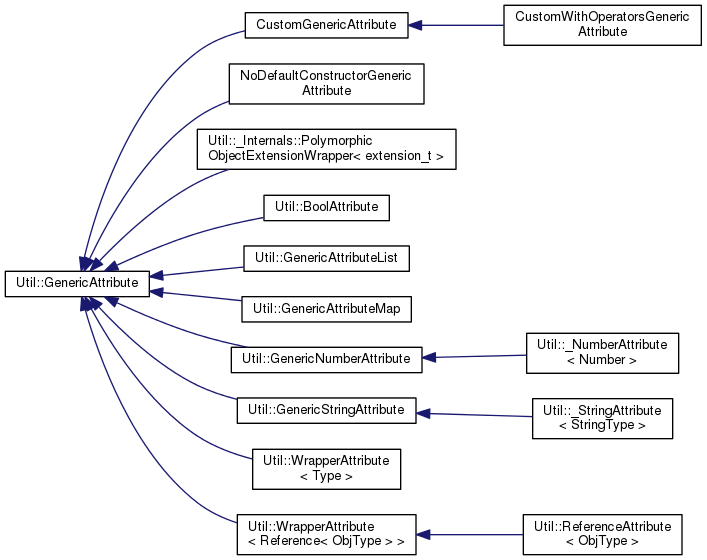 CustomGenericAttribute
CustomWithOperatorsGeneric
Attribute
NoDefaultConstructorGeneric
Attribute
Util::_Internals::Polymorphic
ObjectExtensionWrapper< extension_t >
Util::BoolAttribute
Util::GenericAttributeList
Util::GenericAttribute
Util::GenericAttributeMap
Util::GenericNumberAttribute
Util::_NumberAttribute
< Number >
Util::GenericStringAttribute
Util::_StringAttribute
< StringType >
Util::WrapperAttribute
< Type >
Util::WrapperAttribute
< Reference< ObjType > >
Util::ReferenceAttribute
< ObjType >